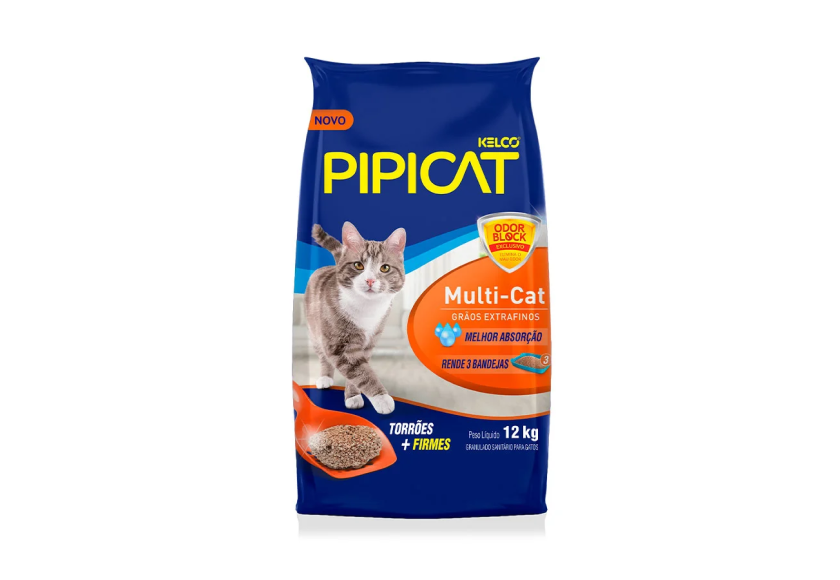 NOVO
KELCO
PIPICAT
ODOR
BLOCK
EXCLUSIVO
Multi-Cat
GRÃOS EXTRAFINOS
MELHOR ABSORÇÃO
RENDE 3 BANDEJAS
3
TORRÕES
+ FIRMES
Peso Líquido 12 kg
GRANULADO SANITÁRIO PARA GATOS